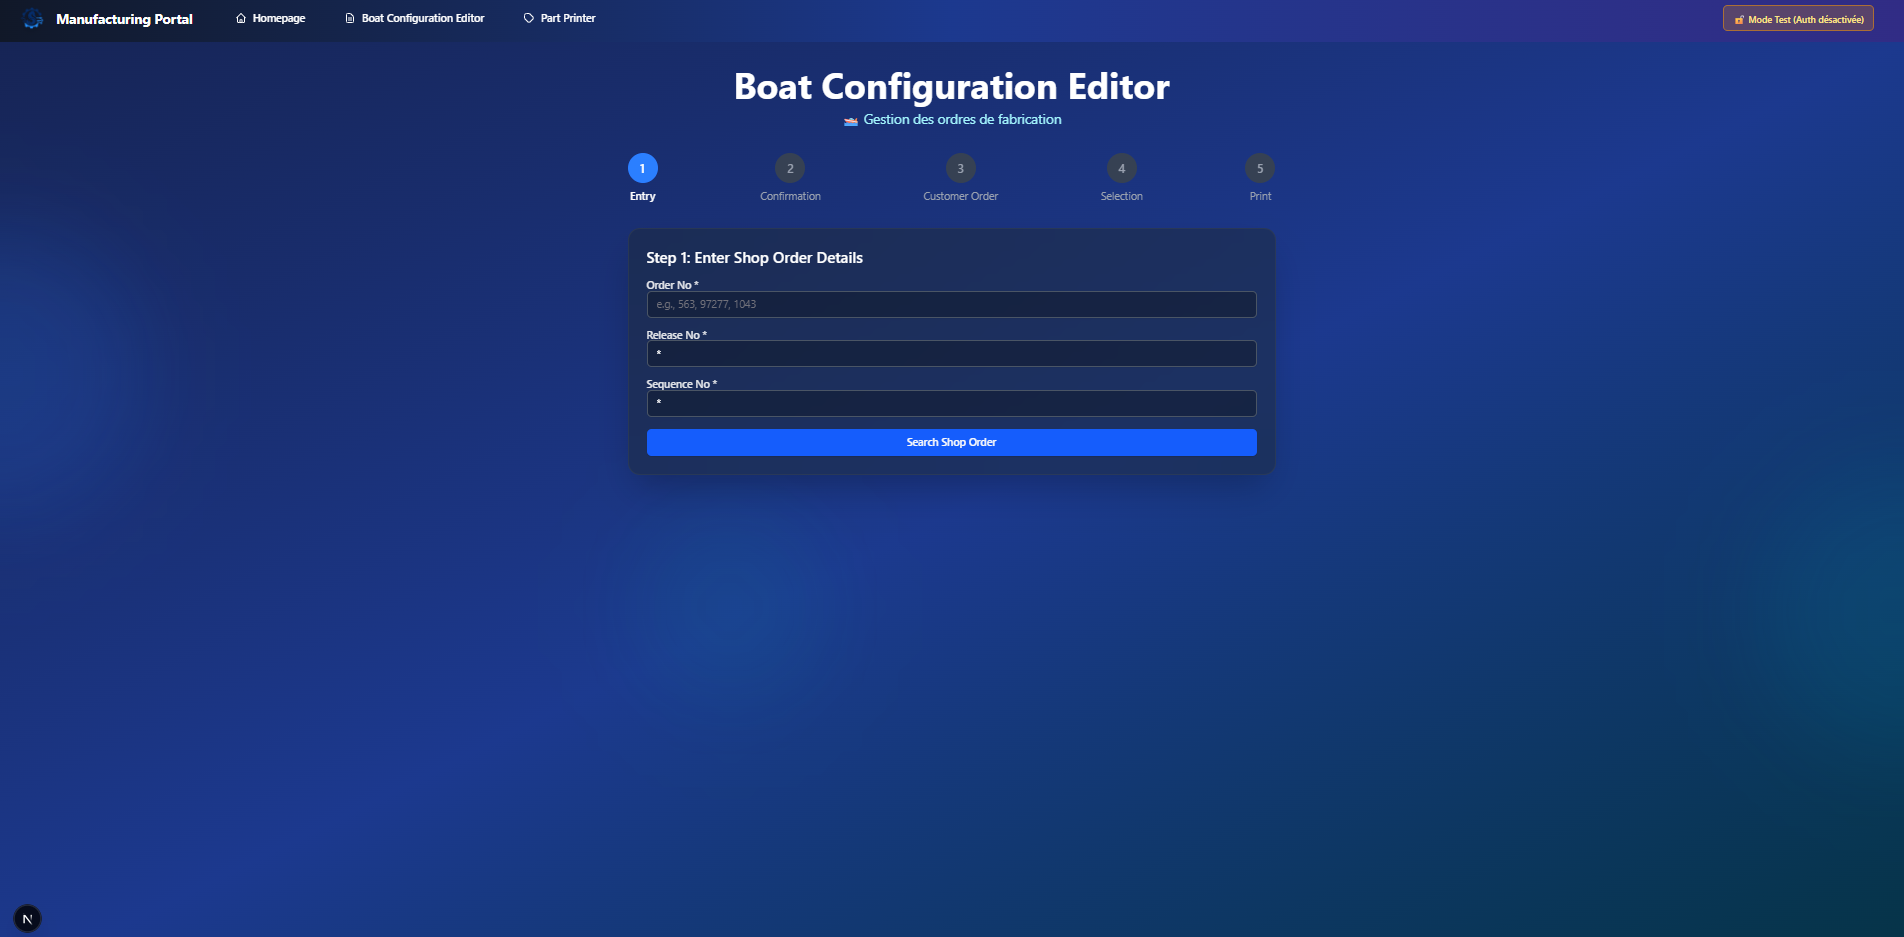 Manufacturing Portal
Homepage
Boat Configuration Editor
Part Printer
Mode Test (Auth désactivée)
Boat Configuration Editor
Gestion des ordres de fabrication
1
2
3
4
5
Entry
Confirmation
Customer Order
Selection
Print
Step 1: Enter Shop Order Details
Order No *
e.g., 563, 97277, 1043
Release No *
*
Sequence No *
*
Search Shop Order
N